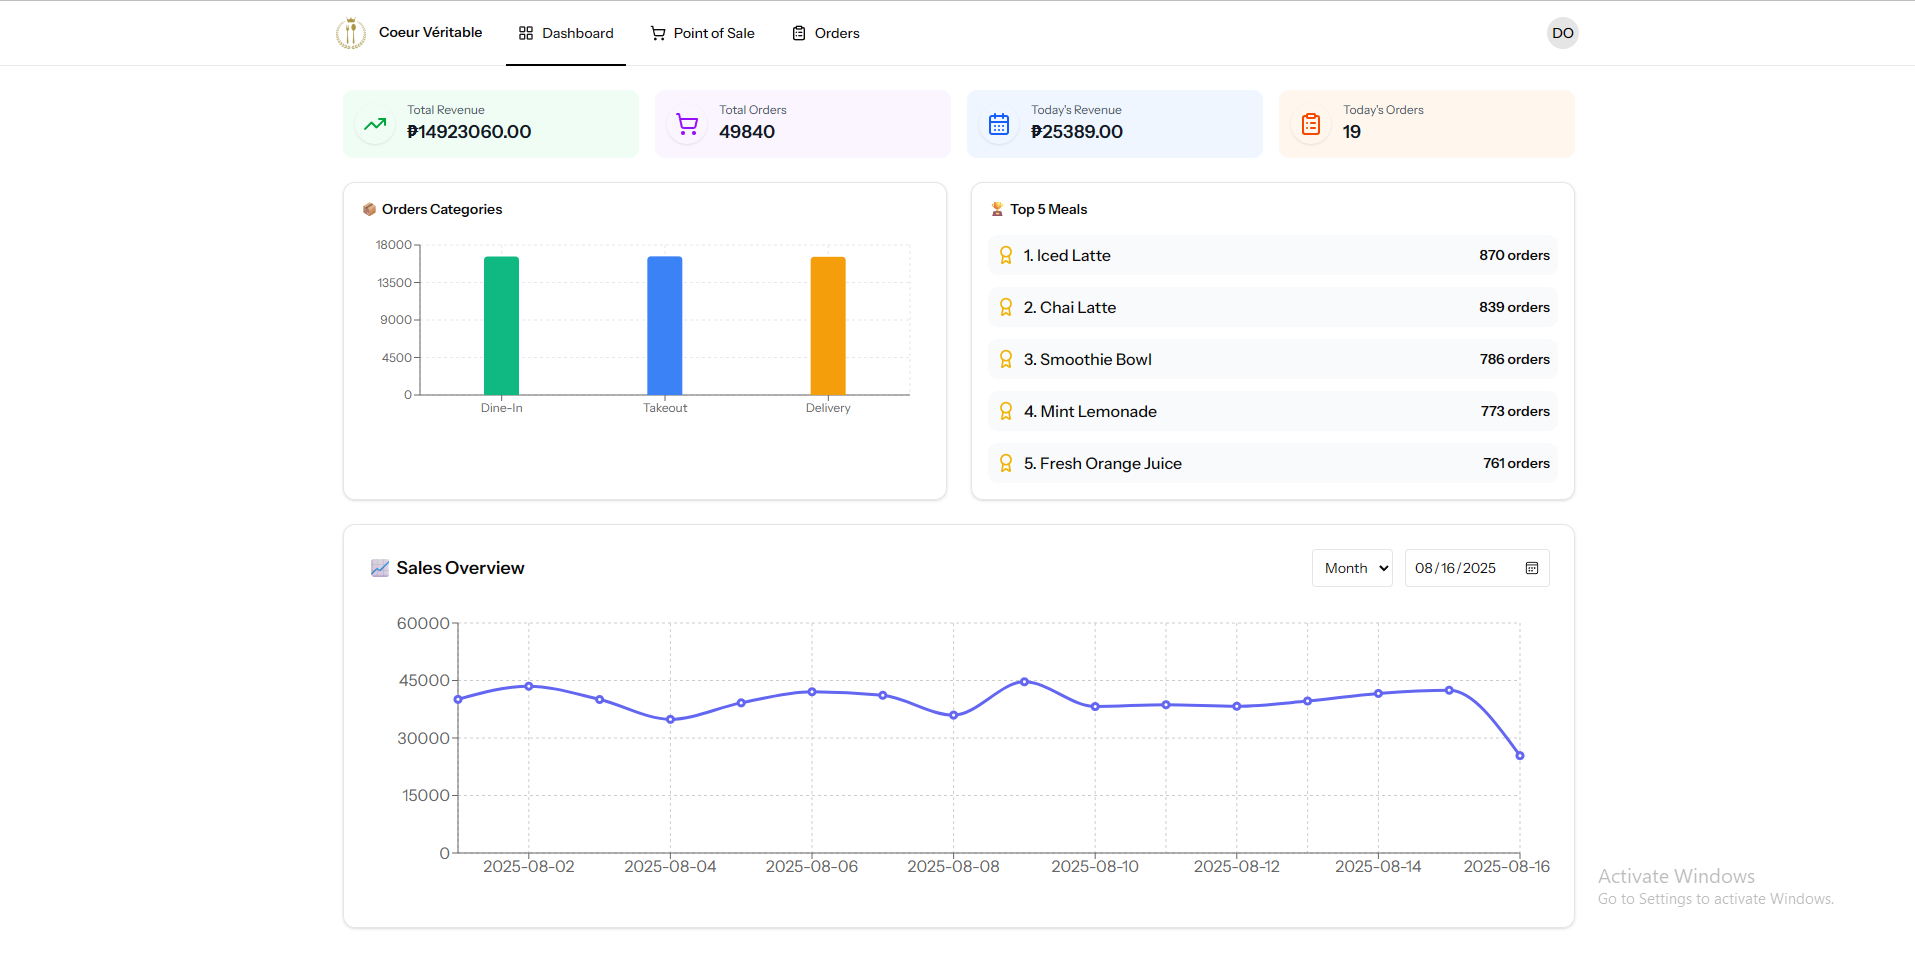 Coeur Véritable
Dashboard
Point of Sale
Orders
DO
Total Revenue
₱14923060.00
Total Orders
49840
Today's Revenue
₱25389.00
Today's Orders
19
Orders Categories
18000
13500
9000
4500
0
Dine-In
Takeout
Delivery
Top 5 Meals
1. Iced Latte
870 orders
2. Chai Latte
839 orders
3. Smoothie Bowl
786 orders
4. Mint Lemonade
773 orders
5. Fresh Orange Juice
761 orders
Sales Overview
Month
08/16/2025
60000
45000
30000
15000
0
2025-08-02
2025-08-04
2025-08-06
2025-08-08
2025-08-10
2025-08-12
2025-08-14
2025-08-16
Activate Windows
Go to Settings to activate Windows.